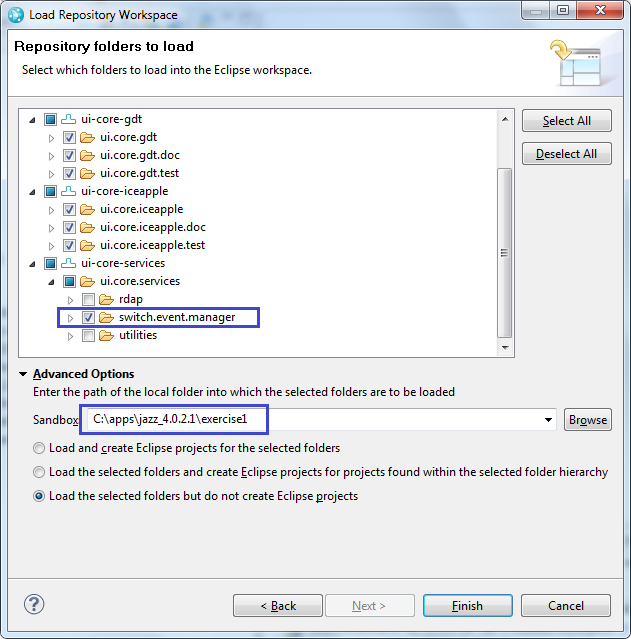 Load Repository Workspace
Repository folders to load
Select which folders to load into the Eclipse workspace.
ui-core-gdt
ui.core.gdt
ui.core.gdt.doc
ui.core.gdt.test
ui-core-iceapple
ui.core.iceapple
ui.core.iceapple.doc
ui.core.iceapple.test
ui-core-services
ui.core.services
rdap
switch.event.manager
utilities
Select All
Deselect All
Advanced Options
Enter the path of the local folder into which the selected folders are to be loaded
Sandbox C:\apps\jazz_4.0.2.1\exercise1 Browse
Load and create Eclipse projects for the selected folders
Load the selected folders and create Eclipse projects for projects found within the selected folder hierarchy
Load the selected folders but do not create Eclipse projects
? < Back Next > Finish Cancel